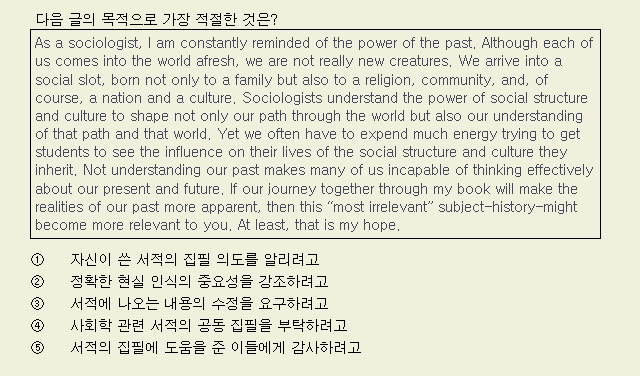 다음 글의 목적으로 가장 적절한 것은?
As a sociologist, I am constantly reminded of the power of the past. Although each of
us comes into the world afresh, we are not really new creatures. We arrive into a
social slot, born not only to a family but also to a religion, community, and, of
course, a nation and a culture. Sociologists understand the power of social structure
and culture to shape not only our path through the world but also our understanding
of that path and that world. Yet we often have to expend much energy trying to get
students to see the influence on their lives of the social structure and culture they
inherit. Not understanding our past makes many of us incapable of thinking effectively
about our present and future. If our journey together through my book will make the
realities of our past more apparent, then this “most irrelevant” subject-history-might
become more relevant to you. At least, that is my hope.
① 자신이 쓴 서적의 집필 의도를 알리려고
② 정확한 현실 인식의 중요성을 강조하려고
③ 서적에 나오는 내용의 수정을 요구하려고
④ 사회학 관련 서적의 공동 집필을 부탁하려고
⑤ 서적의 집필에 도움을 준 이들에게 감사하려고